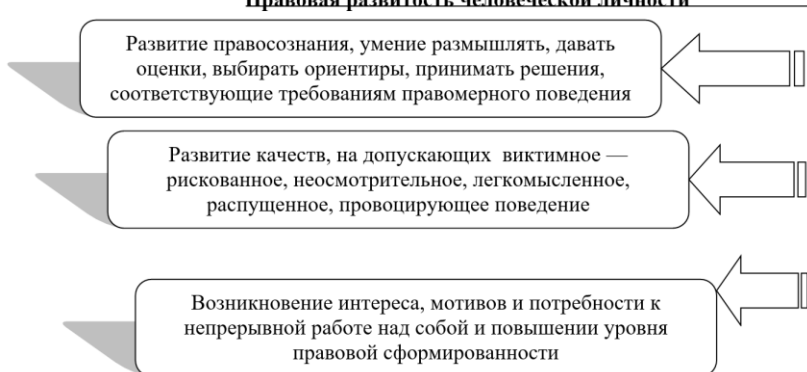 Правовая развитость человеческой личности
Развитие правосознания, умение размышлять, давать
оценки, выбирать ориентиры, принимать решения,
соответствующие требованиям правомерного поведения
Развитие качеств, на допускающих виктимное —
рискованное, неосмотрительное, легкомысленное,
распущенное, провоцирующее поведение
Возникновение интереса, мотивов и потребности к
непрерывной работе над собой и повышении уровня
правовой сформированности